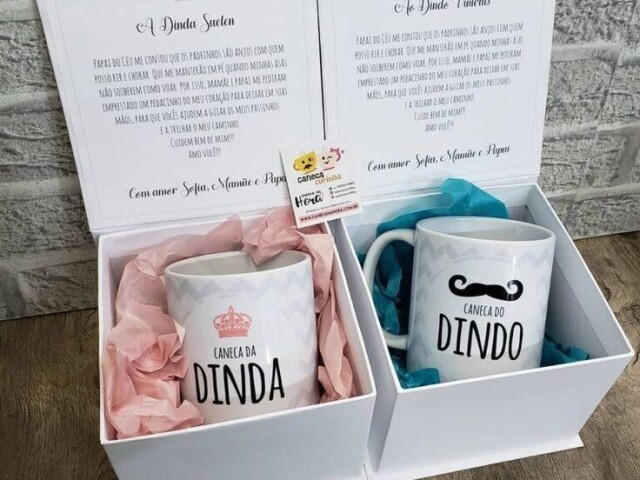 A Dinda Suelen
PAPAI DO CÉU ME CONTOU QUE OS PADRINHOS SÃO ANJOS COM QUEM
POSSO RIR E CHORAR. QUE ME MANTERÃO EM PÉ QUANDO MINHAS ASAS
NÃO SOUBEREM COMO VOAR. POR ISSO, MAMÃE E PAPAI ME PEDIRAM
EMPRESTADO UM PEDACINHO DO MEU CORAÇÃO PARA DEIXAR EM SUAS
MÃOS, PARA QUE VOCÊS AJUDEM A GUIAR OS MEUS PASSINHOS
E A TRILHAR O MEU CAMINHO.
CUIDEM BEM DE MIM!!!
AMO VOCÊ!!!
Com amor Sofia, Mamãe e Papai
Ao Dindo Vinicius
PAPAI DO CÉU ME CONTOU QUE OS PADRINHOS SÃO ANJOS COM QUEM
POSSO RIR E CHORAR. QUE ME MANTERÃO EM PÉ QUANDO MINHAS ASAS
NÃO SOUBEREM COMO VOAR. POR ISSO, MAMÃE E PAPAI ME PEDIRAM
EMPRESTADO UM PEDACINHO DO MEU CORAÇÃO PARA DEIXAR EM SUAS
MÃOS, PARA QUE VOCÊS AJUDEM A GUIAR OS MEUS PASSINHOS
E A TRILHAR O MEU CAMINHO.
CUIDEM BEM DE MIM!!!
AMO VOCÊ!!!
Com amor Sofia, Mamãe e Papai
caneca
curitiba
Hera
CANECA DA
DINDA
CANECA DO
DINDO